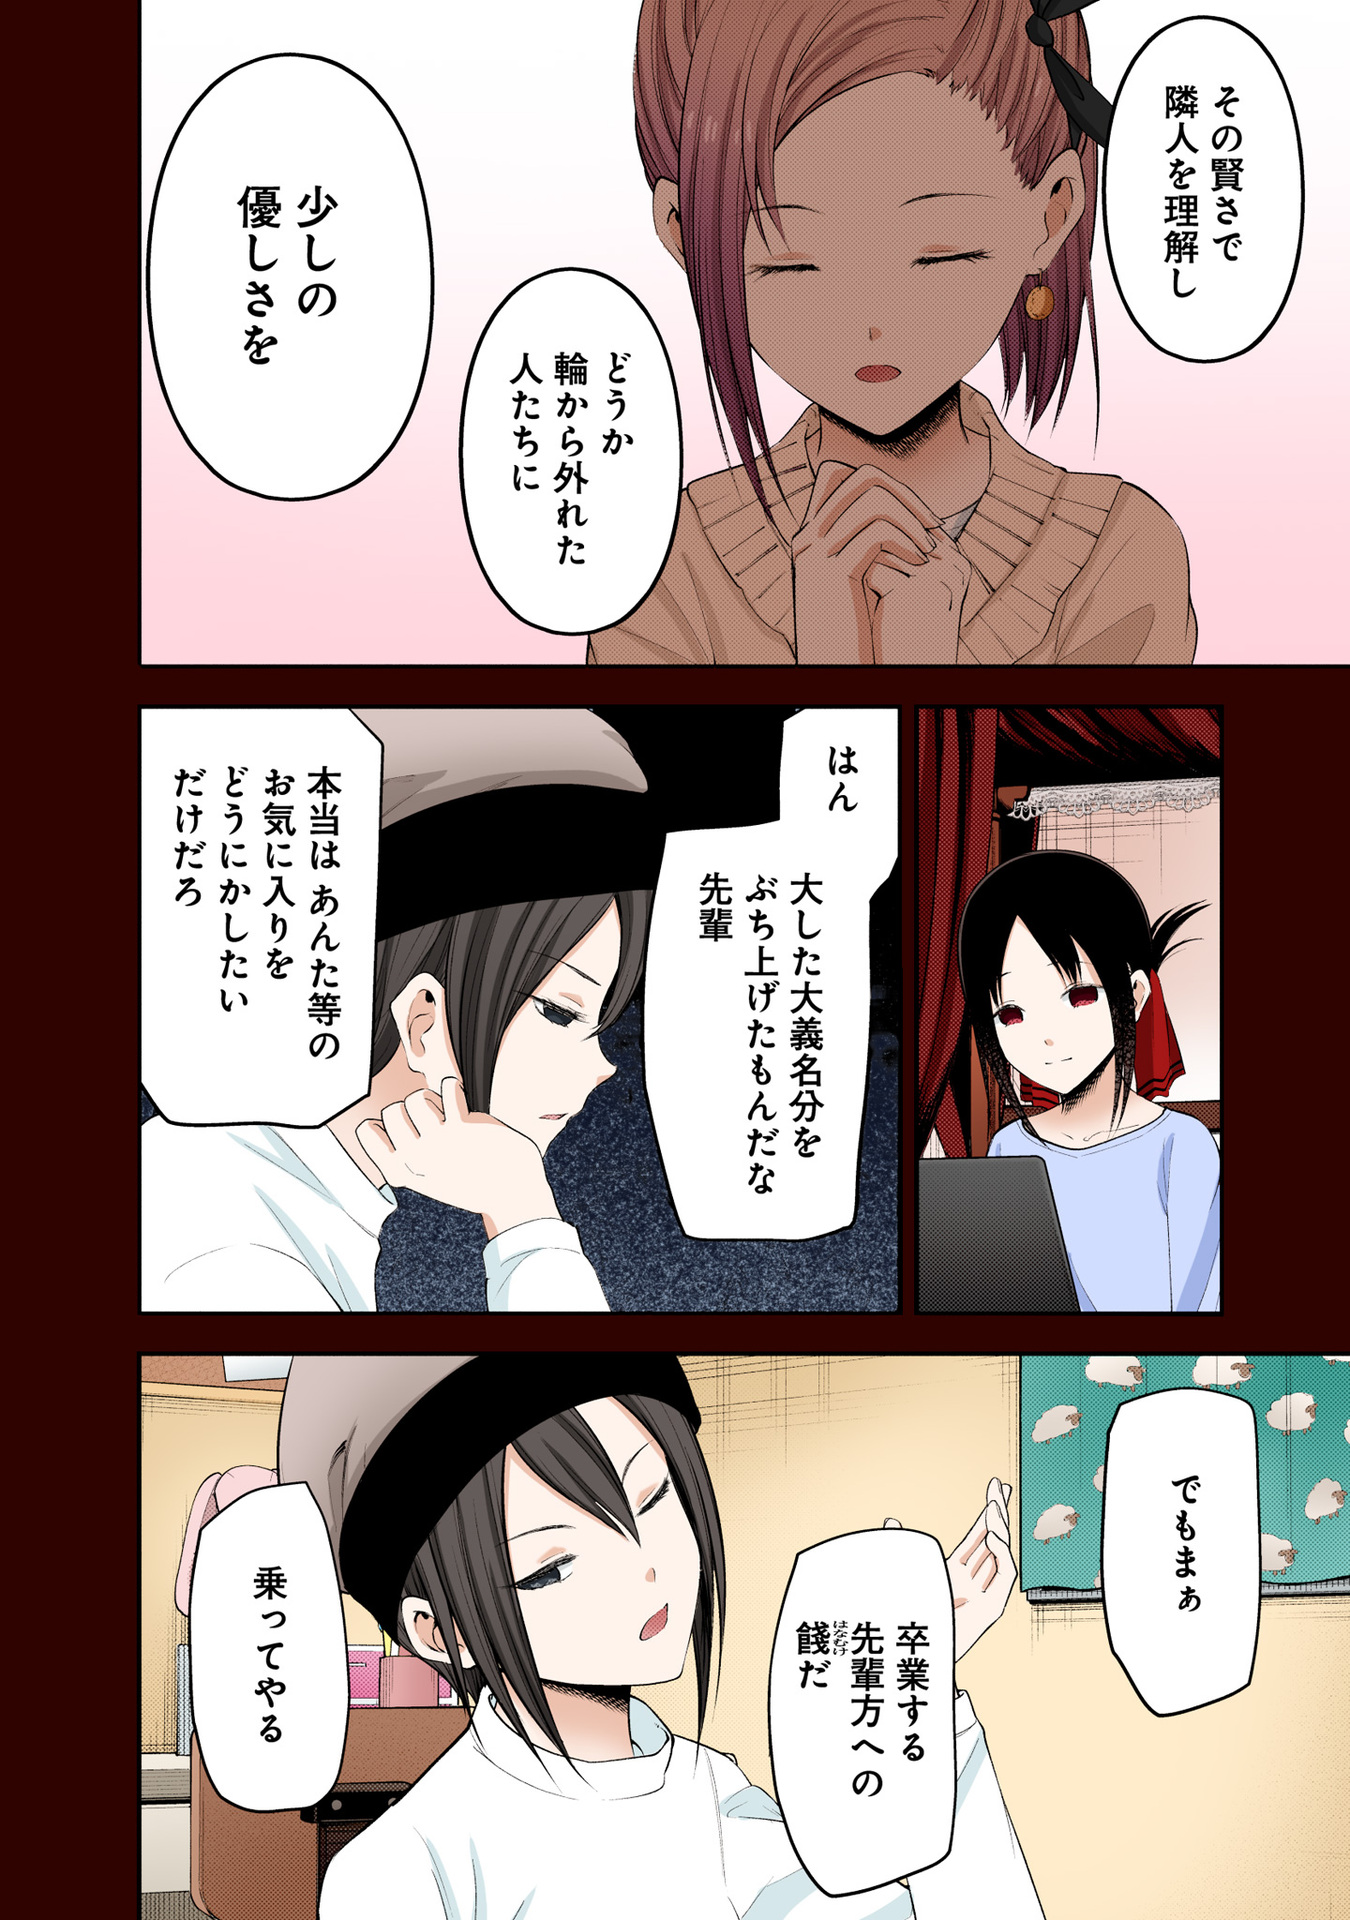 その賢さで
隣人を理解し
どうか
輪から外れた
人たちに
少しの
優しさを
はん
大した大義名分を
ぶち上げたもんだな
先輩
本当は あんた等の
お気に入りを
どうにかしたい
だけだろ
でもまぁ
卒業する
先輩方への
餞だ
はなむけ
乗ってやる